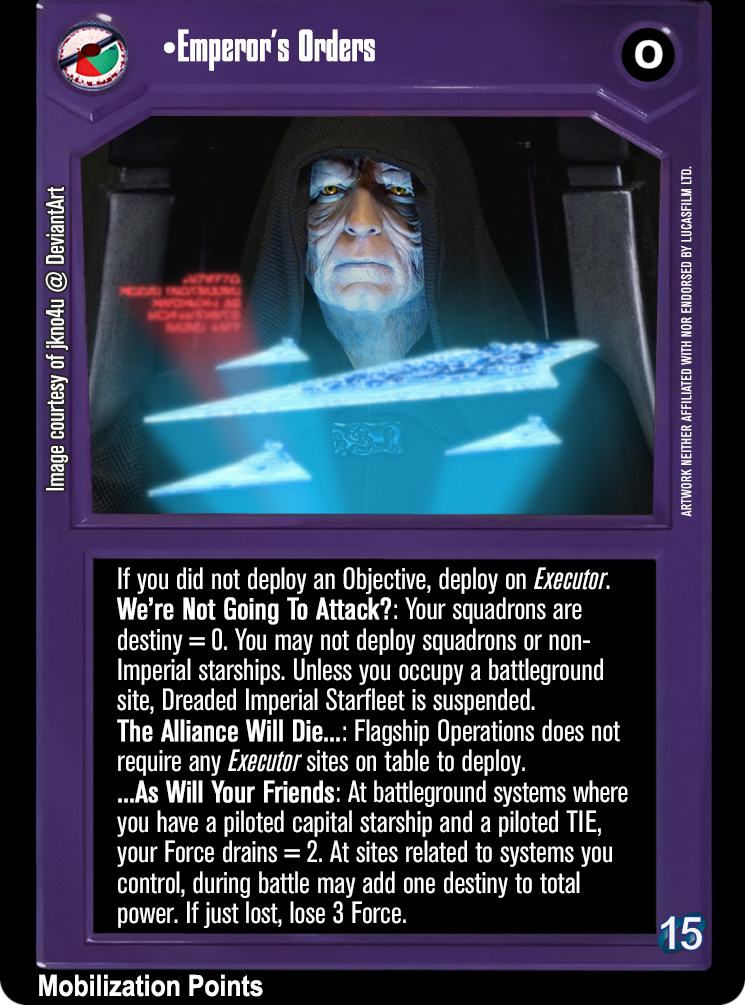 •Emperor's Orders
O
Image courtesy of jkno4u @ DeviantArt
ARTWORK NEITHER AFFILIATED WITH NOR ENDORSED BY LUCASFILM LTD.
If you did not deploy an Objective, deploy on Executor.
We're Not Going To Attack?: Your squadrons are
destiny = 0. You may not deploy squadrons or non-
Imperial starships. Unless you occupy a battleground
site, Dreaded Imperial Starfleet is suspended.
The Alliance Will Die...: Flagship Operations does not
require any Executor sites on table to deploy.
...As Will Your Friends: At battleground systems where
you have a piloted capital starship and a piloted TIE,
your Force drains = 2. At sites related to systems you
control, during battle may add one destiny to total
power. If just lost, lose 3 Force.
15
Mobilization Points